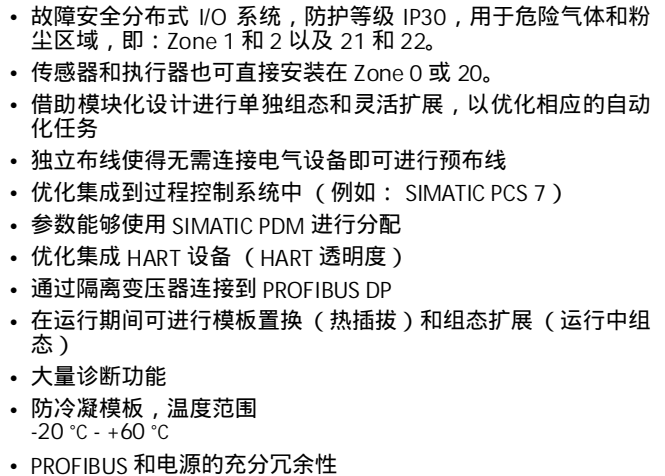 • 故障安全分布式 I/O 系统，防护等级 IP30，用于危险气体和粉
尘区域，即：Zone 1 和 2 以及 21 和 22。
• 传感器和执行器也可直接安装在 Zone 0 或 20。
• 借助模块化设计进行单独组态和灵活扩展，以优化相应的自动
化任务
• 独立布线使得无需连接电气设备即可进行预布线
• 优化集成到过程控制系统中（例如：SIMATIC PCS 7）
• 参数能够使用 SIMATIC PDM 进行分配
• 优化集成 HART 设备（HART 透明度）
• 通过隔离变压器连接到 PROFIBUS DP
• 在运行期间可进行模板置换（热插拔）和组态扩展（运行中组
态）
• 大量诊断功能
• 防冷凝模板，温度范围
-20 °C - +60 °C
• PROFIBUS 和电源的充分冗余性